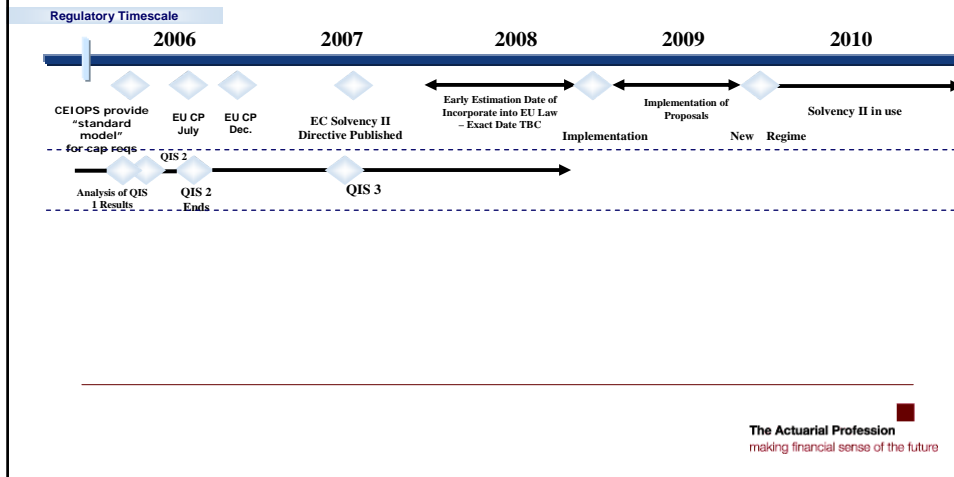 Regulatory Timescale
2006 2007 2008 2009 2010
CEIOPS provide
"standard
model"
for cap reqs
EU CP
July
EU CP
Dec.
EC Solvency II
Directive Published
Early Estimation Date of
Incorporate into EU Law
– Exact Date TBC
Implementation
Implementation of
Proposals
New Regime
Solvency II in use
QIS 2
Analysis of QIS
1 Results
QIS 2
Ends
QIS 3
The Actuarial Profession
making financial sense of the future